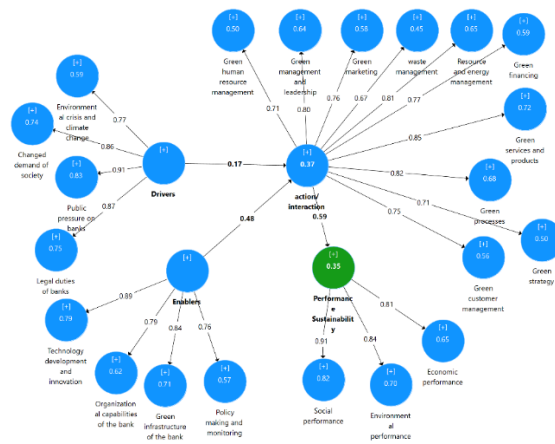 [+]
0.50
Green
human
resource
management
[+]
0.64
Green
management
and
leadership
[+]
0.58
Green
marketing
[+]
0.45
waste
management
[+]
0.65
Resource
and energy
management
[+]
0.59
Green
financing
[+]
0.59
Environment
al crisis and
climate
change
[+]
0.74
Changed
demand of
society
[+]
0.83
Public
pressure on
banks
[+]
0.75
Legal duties
of banks
[+]
Drivers
0.77
0.86
0.91
0.87
0.17
[+]
0.37
action/
interaction
0.71
0.80
0.76
0.67
0.81
0.77
0.85
0.82
0.71
0.75
[+]
0.72
Green
services and
products
[+]
0.68
Green
processes
[+]
0.50
Green
strategy
[+]
0.56
Green
customer
management
0.48
0.59
[+]
Enablers
0.89
0.79
0.84
0.76
[+]
0.79
Technology
development
and
innovation
[+]
0.62
Organization
al capabilities
of the bank
[+]
0.71
Green
infrastructure
of the bank
[+]
0.57
Policy
making and
monitoring
[+]
0.35
Performanc
e
Sustainabilit
y
0.91
0.84
0.81
[+]
0.82
Social
performance
[+]
0.70
Environment
al
performance
[+]
0.65
Economic
performance